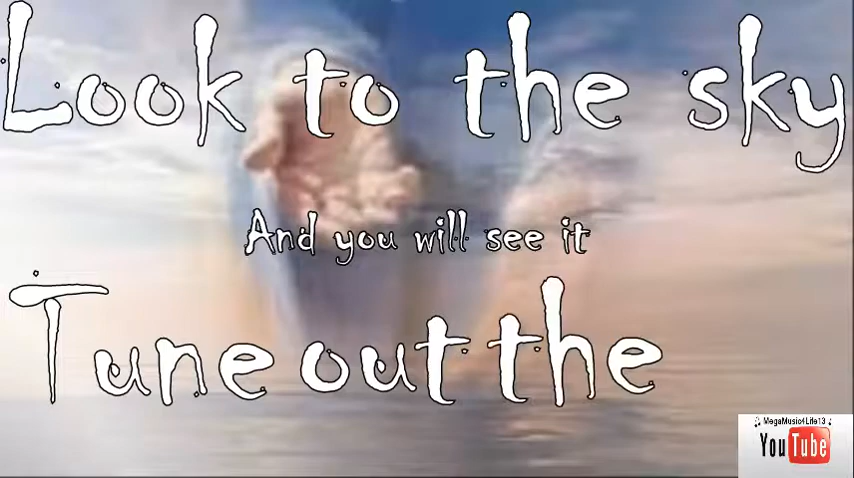 Look to the sky
And you will see it
Tune out the
♫ MegaMusic4Life13 ♫
YouTube